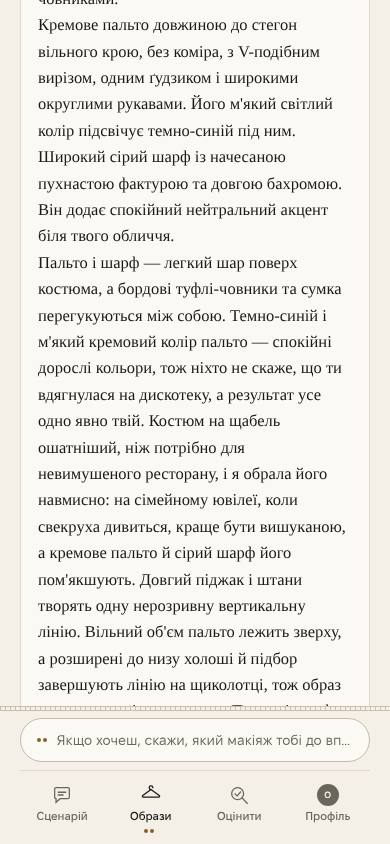 човниками.
Кремове пальто довжиною до стегон
вільного крою, без коміра, з V-подібним
вирізом, одним ґудзиком і широкими
округлими рукавами. Його м'який світлий
колір підсвічує темно-синій під ним.
Широкий сірий шарф із начесаною
пухнастою фактурою та довгою бахромою.
Він додає спокійний нейтральний акцент
біля твого обличчя.
Пальто і шарф — легкий шар поверх
костюма, а бордові туфлі-човники та сумка
перегукуються між собою. Темно-синій і
м'який кремовий колір пальто — спокійні
дорослі кольори, тож ніхто не скаже, що ти
вдягнулася на дискотеку, а результат усе
одно явно твій. Костюм на щабель
ошатніший, ніж потрібно для
невимушеного ресторану, і я обрала його
навмисно: на сімейному ювілеї, коли
свекруха дивиться, краще бути вишуканою,
а кремове пальто й сірий шарф його
пом'якшують. Довгий піджак і штани
творять одну нерозривну вертикальну
лінію. Вільний об'єм пальто лежить зверху,
а розширені до низу холоші й підбор
завершують лінію на щиколотці, тож образ
Якщо хочеш, скажи, який макіяж тобі до вп...
Сценарій
Образи
Оцінити
О
Профіль